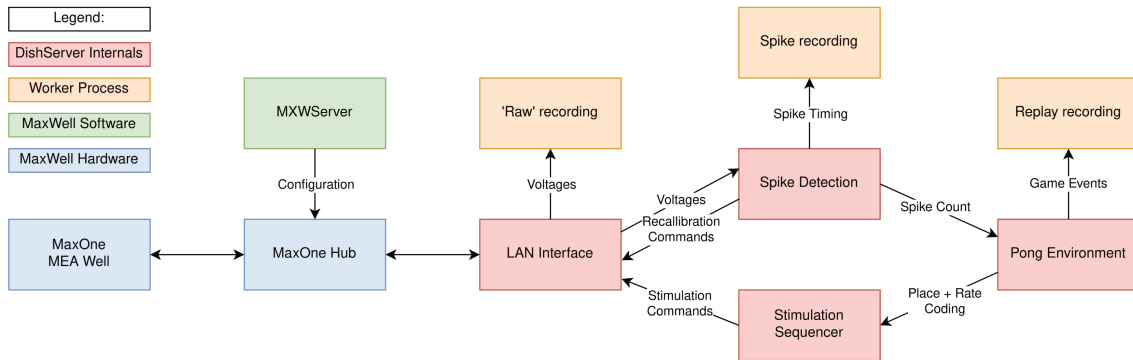 Legend:
DishServer Internals
Worker Process
MaxWell Software
MaxWell Hardware
MXWServer
'Raw' recording
Spike recording
Replay recording
Configuration
Voltages
Spike Timing
Game Events
Voltages
Recallibration
Commands
Spike Detection
Spike Count
MaxOne
MEA Well
MaxOne Hub
LAN Interface
Pong Environment
Stimulation
Commands
Stimulation
Sequencer
Place + Rate
Coding